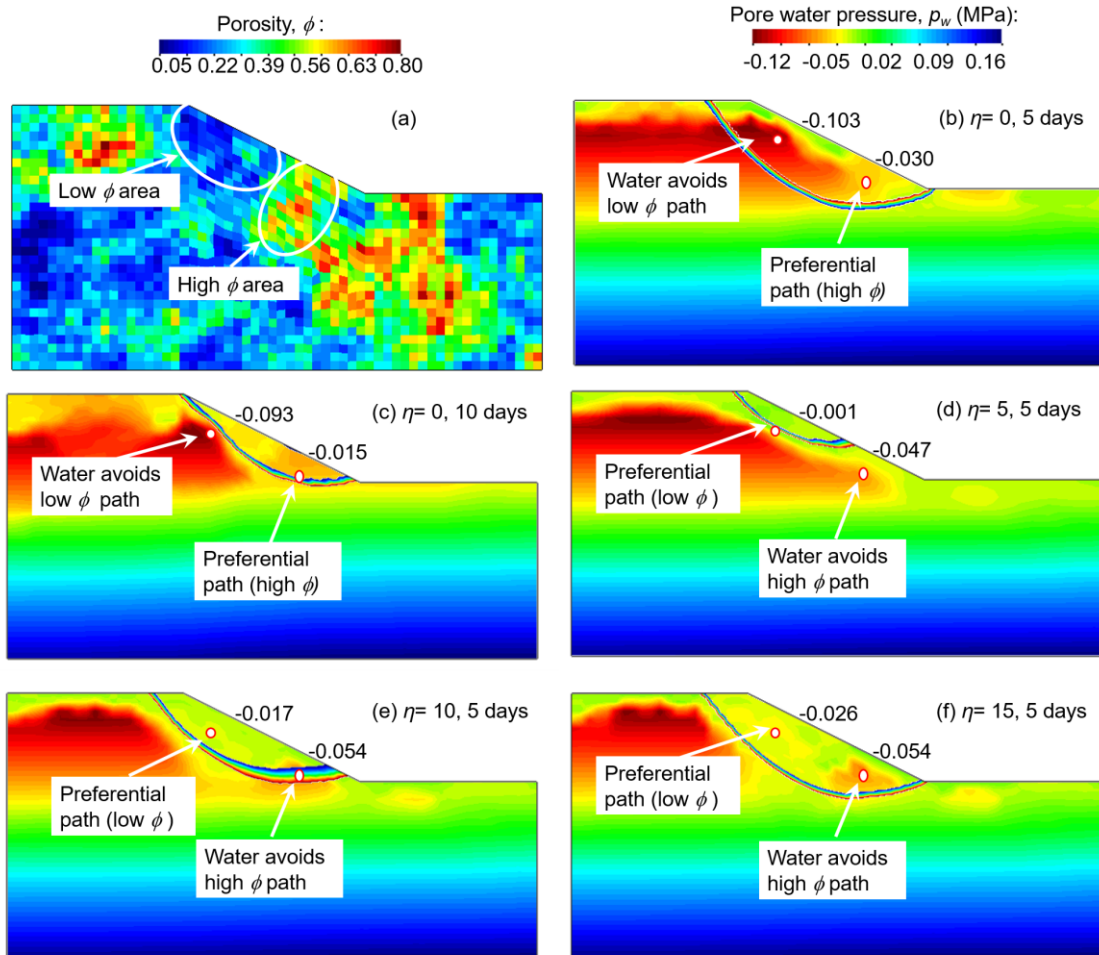 Porosity, ϕ :
0.05 0.22 0.39 0.56 0.63 0.80
Pore water pressure, p_w (MPa):
-0.12 -0.05 0.02 0.09 0.16
(a)
Low ϕ area
High ϕ area
(b) η= 0, 5 days
-0.103
-0.030
Water avoids
low ϕ path
Preferential
path (high ϕ)
(c) η= 0, 10 days
-0.093
-0.015
Water avoids
low ϕ path
Preferential
path (high ϕ)
(d) η= 5, 5 days
-0.001
-0.047
Preferential
path (low ϕ )
Water avoids
high ϕ path
(e) η= 10, 5 days
-0.017
-0.054
Preferential
path (low ϕ )
Water avoids
high ϕ path
(f) η= 15, 5 days
-0.026
-0.054
Preferential
path (low ϕ )
Water avoids
high ϕ path